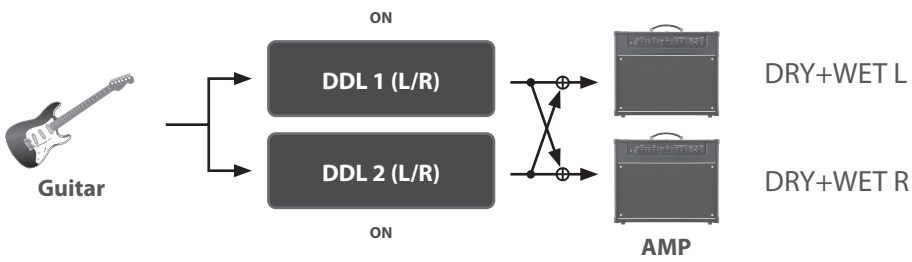 ON
DDL 1 (L/R)
DRY+WET L
DDL 2 (L/R)
Guitar
DRY+WET R
ON
AMP